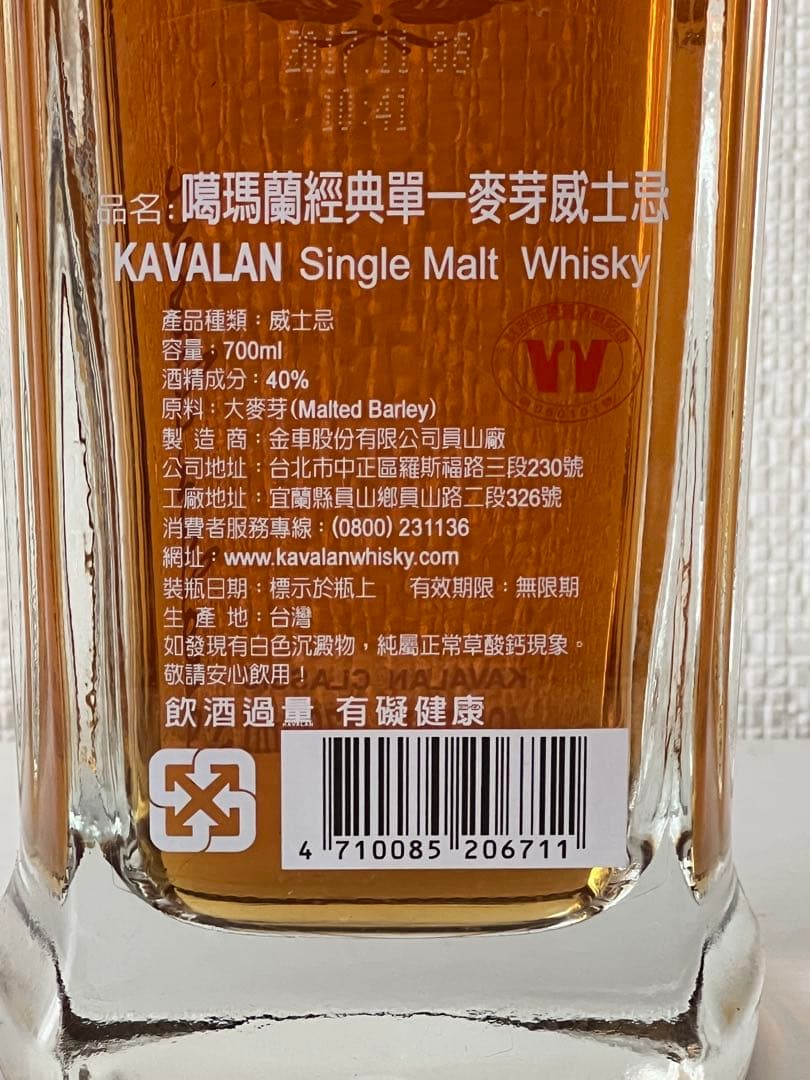 2017.11.08
10:41
品名:噶瑪蘭經典單一麥芽威士忌
KAVALAN Single Malt Whisky
產品種類：威士忌
容量：700ml
酒精成分：40%
原料：大麥芽(Malted Barley)
製 造 商：金車股份有限公司員山廠
公司地址：台北市中正區羅斯福路三段230號
工廠地址：宜蘭縣員山鄉員山路二段326號
消費者服務專線：(0800) 231136
網址：www.kavalanwhisky.com
裝瓶日期：標示於瓶上　有效期限：無限期
生 產 地：台灣
如發現有白色沉澱物，純屬正常草酸鈣現象。
敬請安心飲用！
飲酒過量 有礙健康
4 710085 206711